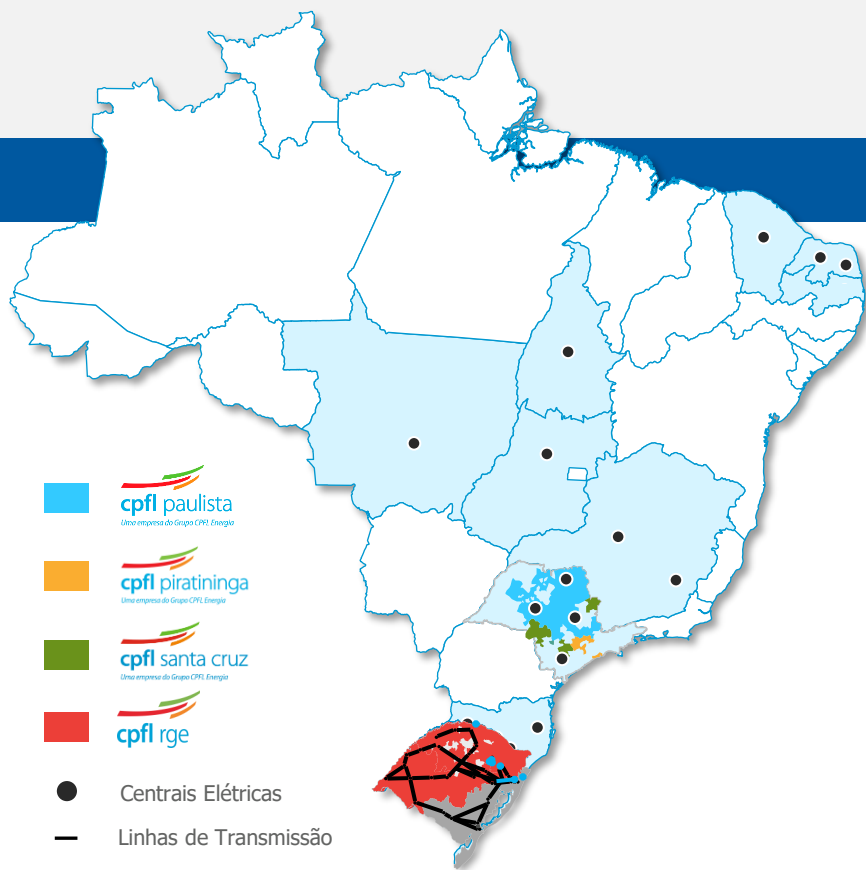 cpfl paulista
Uma empresa do Grupo CPFL Energia
cpfl piratininga
Uma empresa do Grupo CPFL Energia
cpfl santa cruz
Uma empresa do Grupo CPFL Energia
cpfl rge
Centrais Elétricas
Linhas de Transmissão